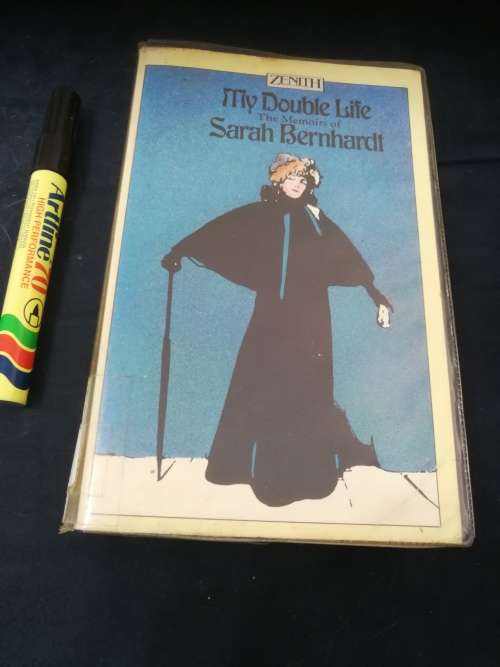 ZENITH
My Double Life
The Memoirs of
Sarah Bernhardt
Artline 70
HIGH PERFORMANCE